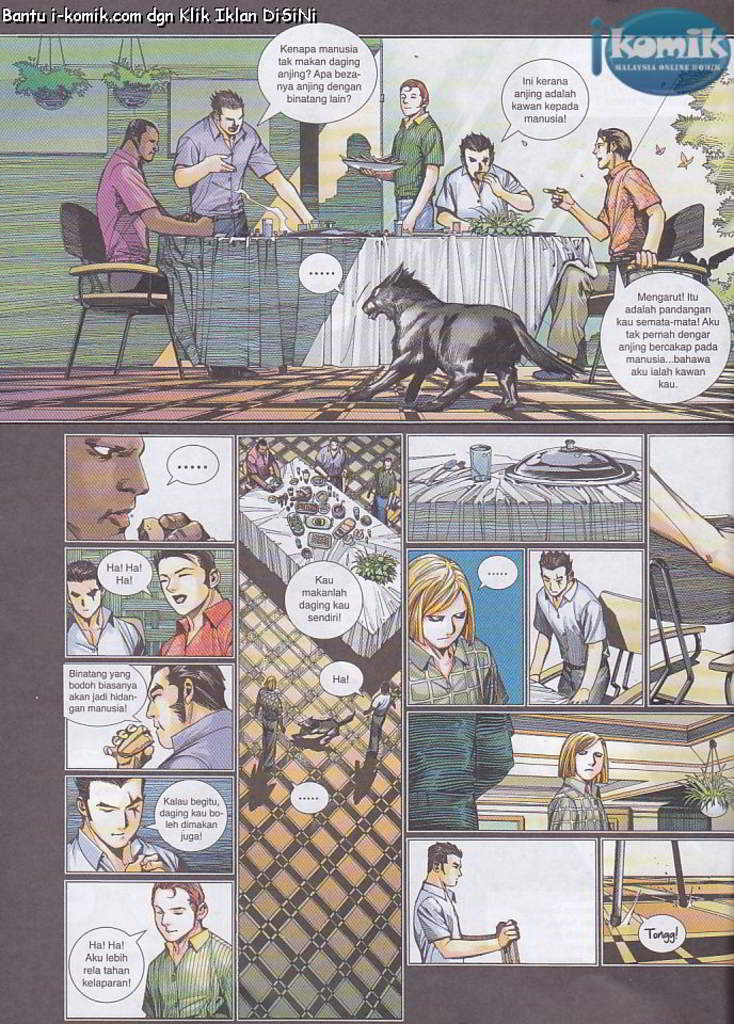 Bantu i-komik.com dgn Klik Iklan DiSiNi
ikomik
MALAYSIA ONLINE KOMIK
Kenapa manusia
tak makan daging
anjing? Apa beza-
nya anjing dengan
binatang lain?
Ini kerana
anjing adalah
kawan kepada
manusia!
.....
Mengarut! Itu
adalah pandangan
kau semata-mata! Aku
tak pernah dengar
anjing bercakap pada
manusia...bahawa
aku ialah kawan
kau.
.....
Ha! Ha!
Ha!
Binatang yang
bodoh biasanya
akan jadi hidan-
gan manusia!
Kalau begitu,
daging kau bo-
leh dimakan
juga!
Ha! Ha!
Aku lebih
rela tahan
kelaparan!
Kau
makanlah
daging kau
sendiri!
Ha!
.....
.....
Tongg!